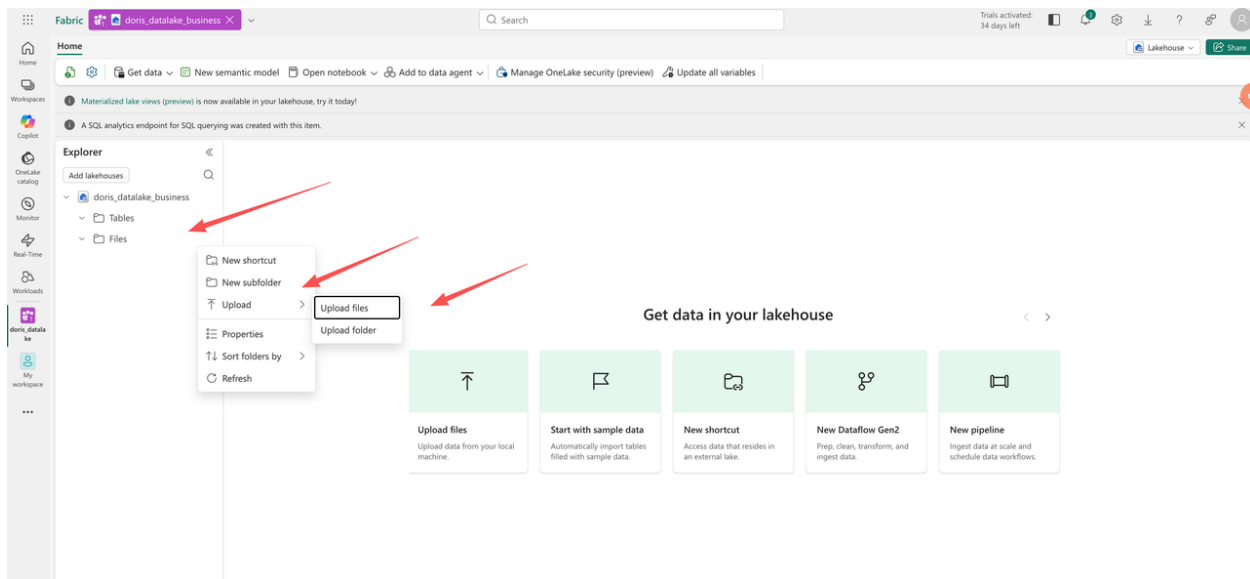 Fabric
doris_datalake_business
Search
Trials activated:
34 days left
3
Home
Lakehouse
Share
Get data
New semantic model
Open notebook
Add to data agent
Manage OneLake security (preview)
Update all variables
Materialized lake views (preview) is now available in your lakehouse, try it today!
A SQL analytics endpoint for SQL querying was created with this item.
Home
Workspaces
Copilot
OneLake
catalog
Monitor
Real-Time
Workloads
doris_datala
ke
My
workspace
Explorer
Add lakehouses
doris_datalake_business
Tables
Files
New shortcut
New subfolder
Upload
Properties
Sort folders by
Refresh
Upload files
Upload folder
Get data in your lakehouse
Upload files
Upload data from your local
machine.
Start with sample data
Automatically import tables
filled with sample data.
New shortcut
Access data that resides in
an external lake.
New Dataflow Gen2
Prep, clean, transform, and
ingest data.
New pipeline
Ingest data at scale and
schedule data workflows.